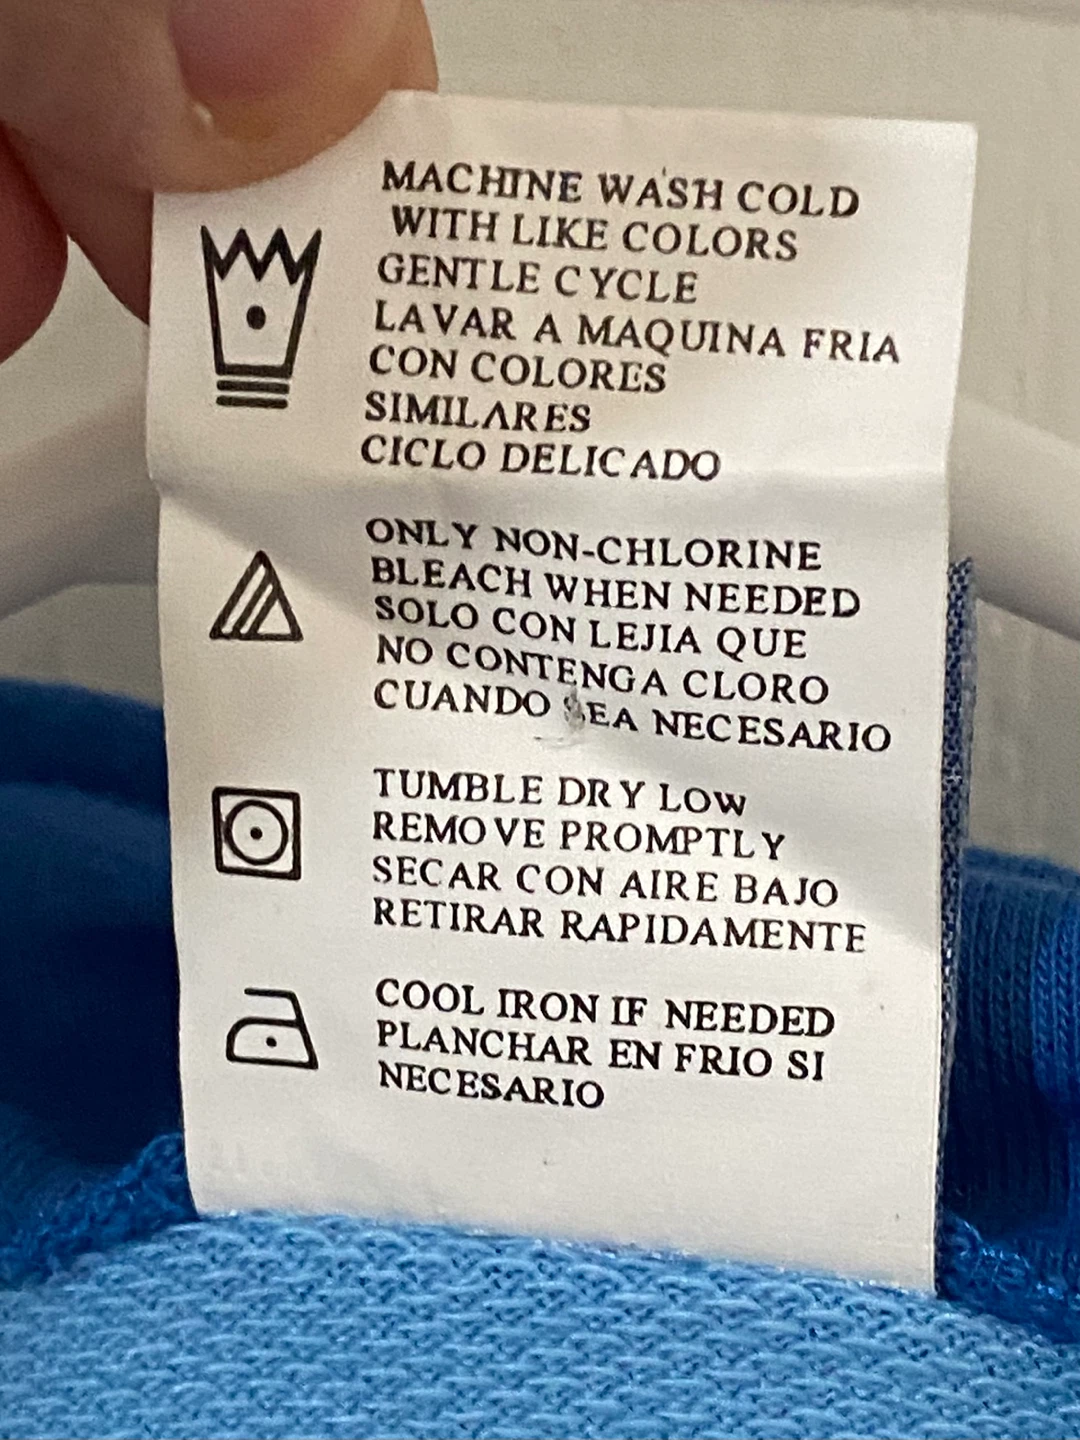 MACHINE WASH COLD
WITH LIKE COLORS
GENTLE CYCLE
LAVAR A MAQUINA FRIA
CON COLORES
SIMILARES
CICLO DELICADO
ONLY NON-CHLORINE
BLEACH WHEN NEEDED
SOLO CON LEJIA QUE
NO CONTENGA CLORO
CUANDO SEA NECESARIO
TUMBLE DRY LOW
REMOVE PROMPTLY
SECAR CON AIRE BAJO
RETIRAR RAPIDAMENTE
COOL IRON IF NEEDED
PLANCHAR EN FRIO SI
NECESARIO